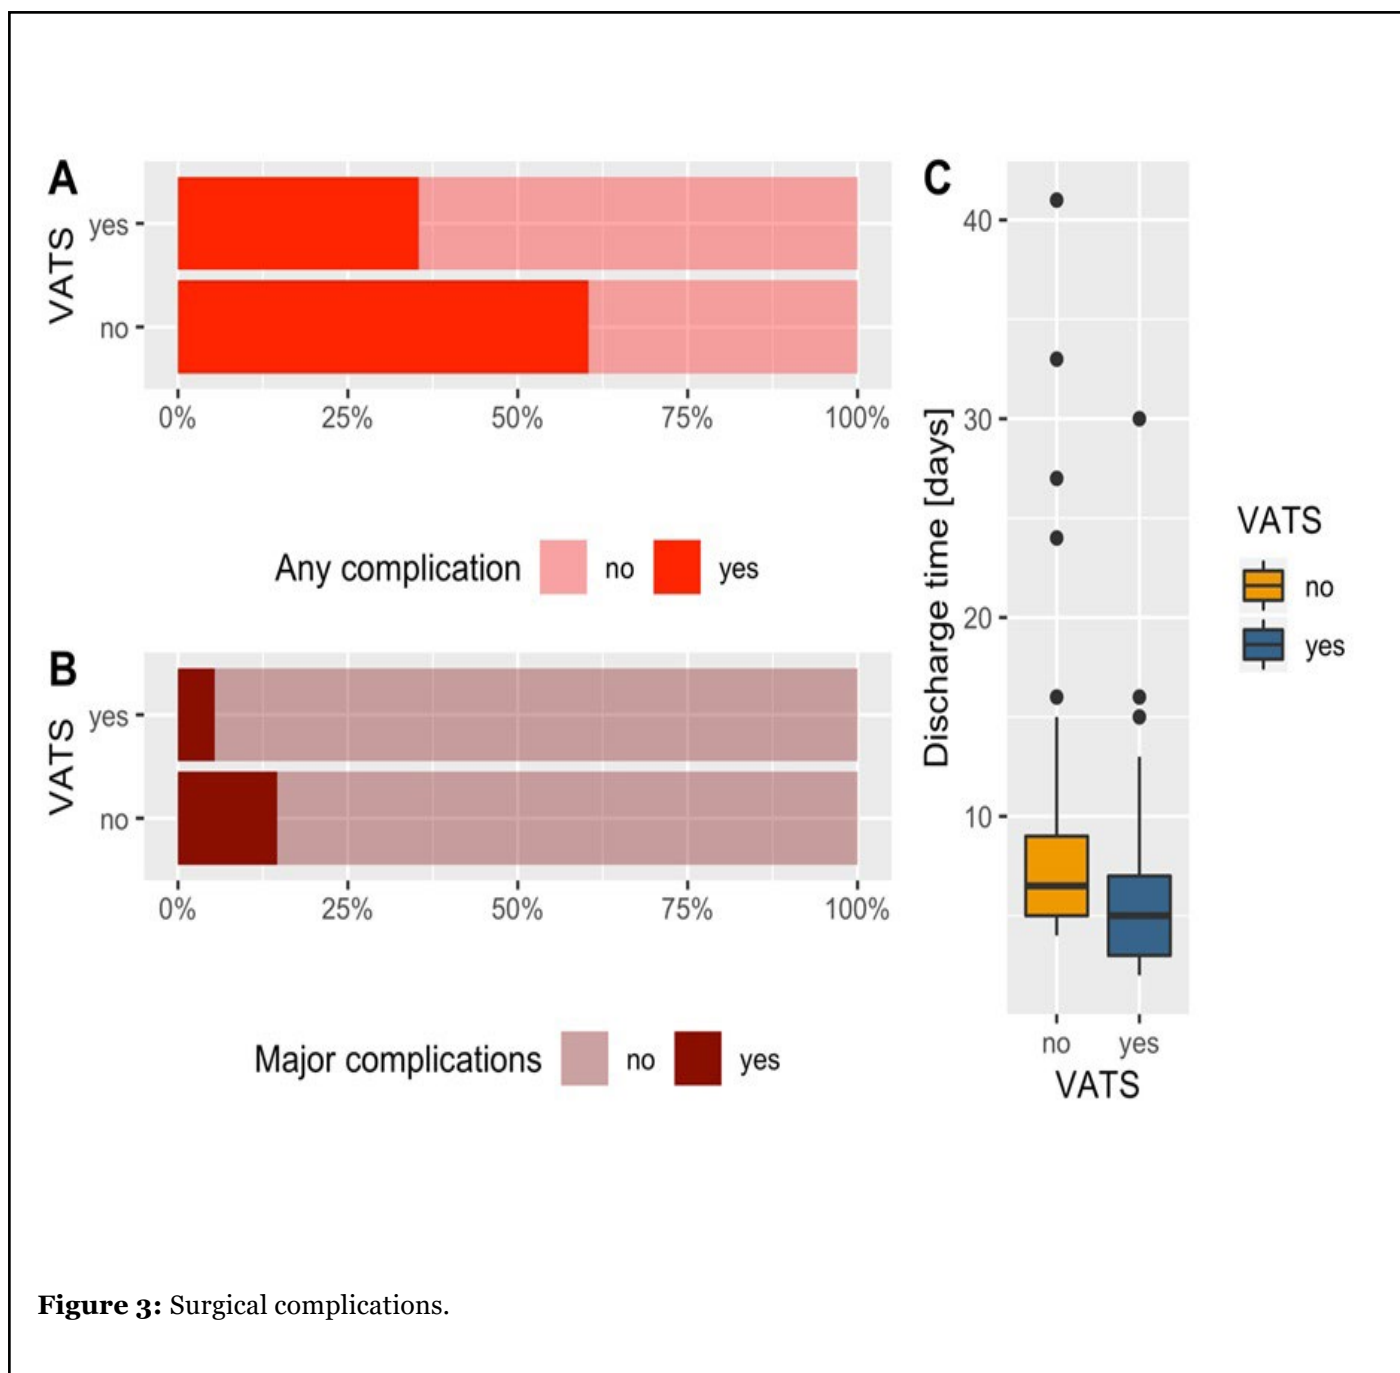 A
VATS
yes
no
0% 25% 50% 75% 100%
Any complication no yes
B
VATS
yes
no
0% 25% 50% 75% 100%
Major complications no yes
C
Discharge time [days]
40
30
20
10
no yes
VATS
VATS
no
yes
Figure 3: Surgical complications.